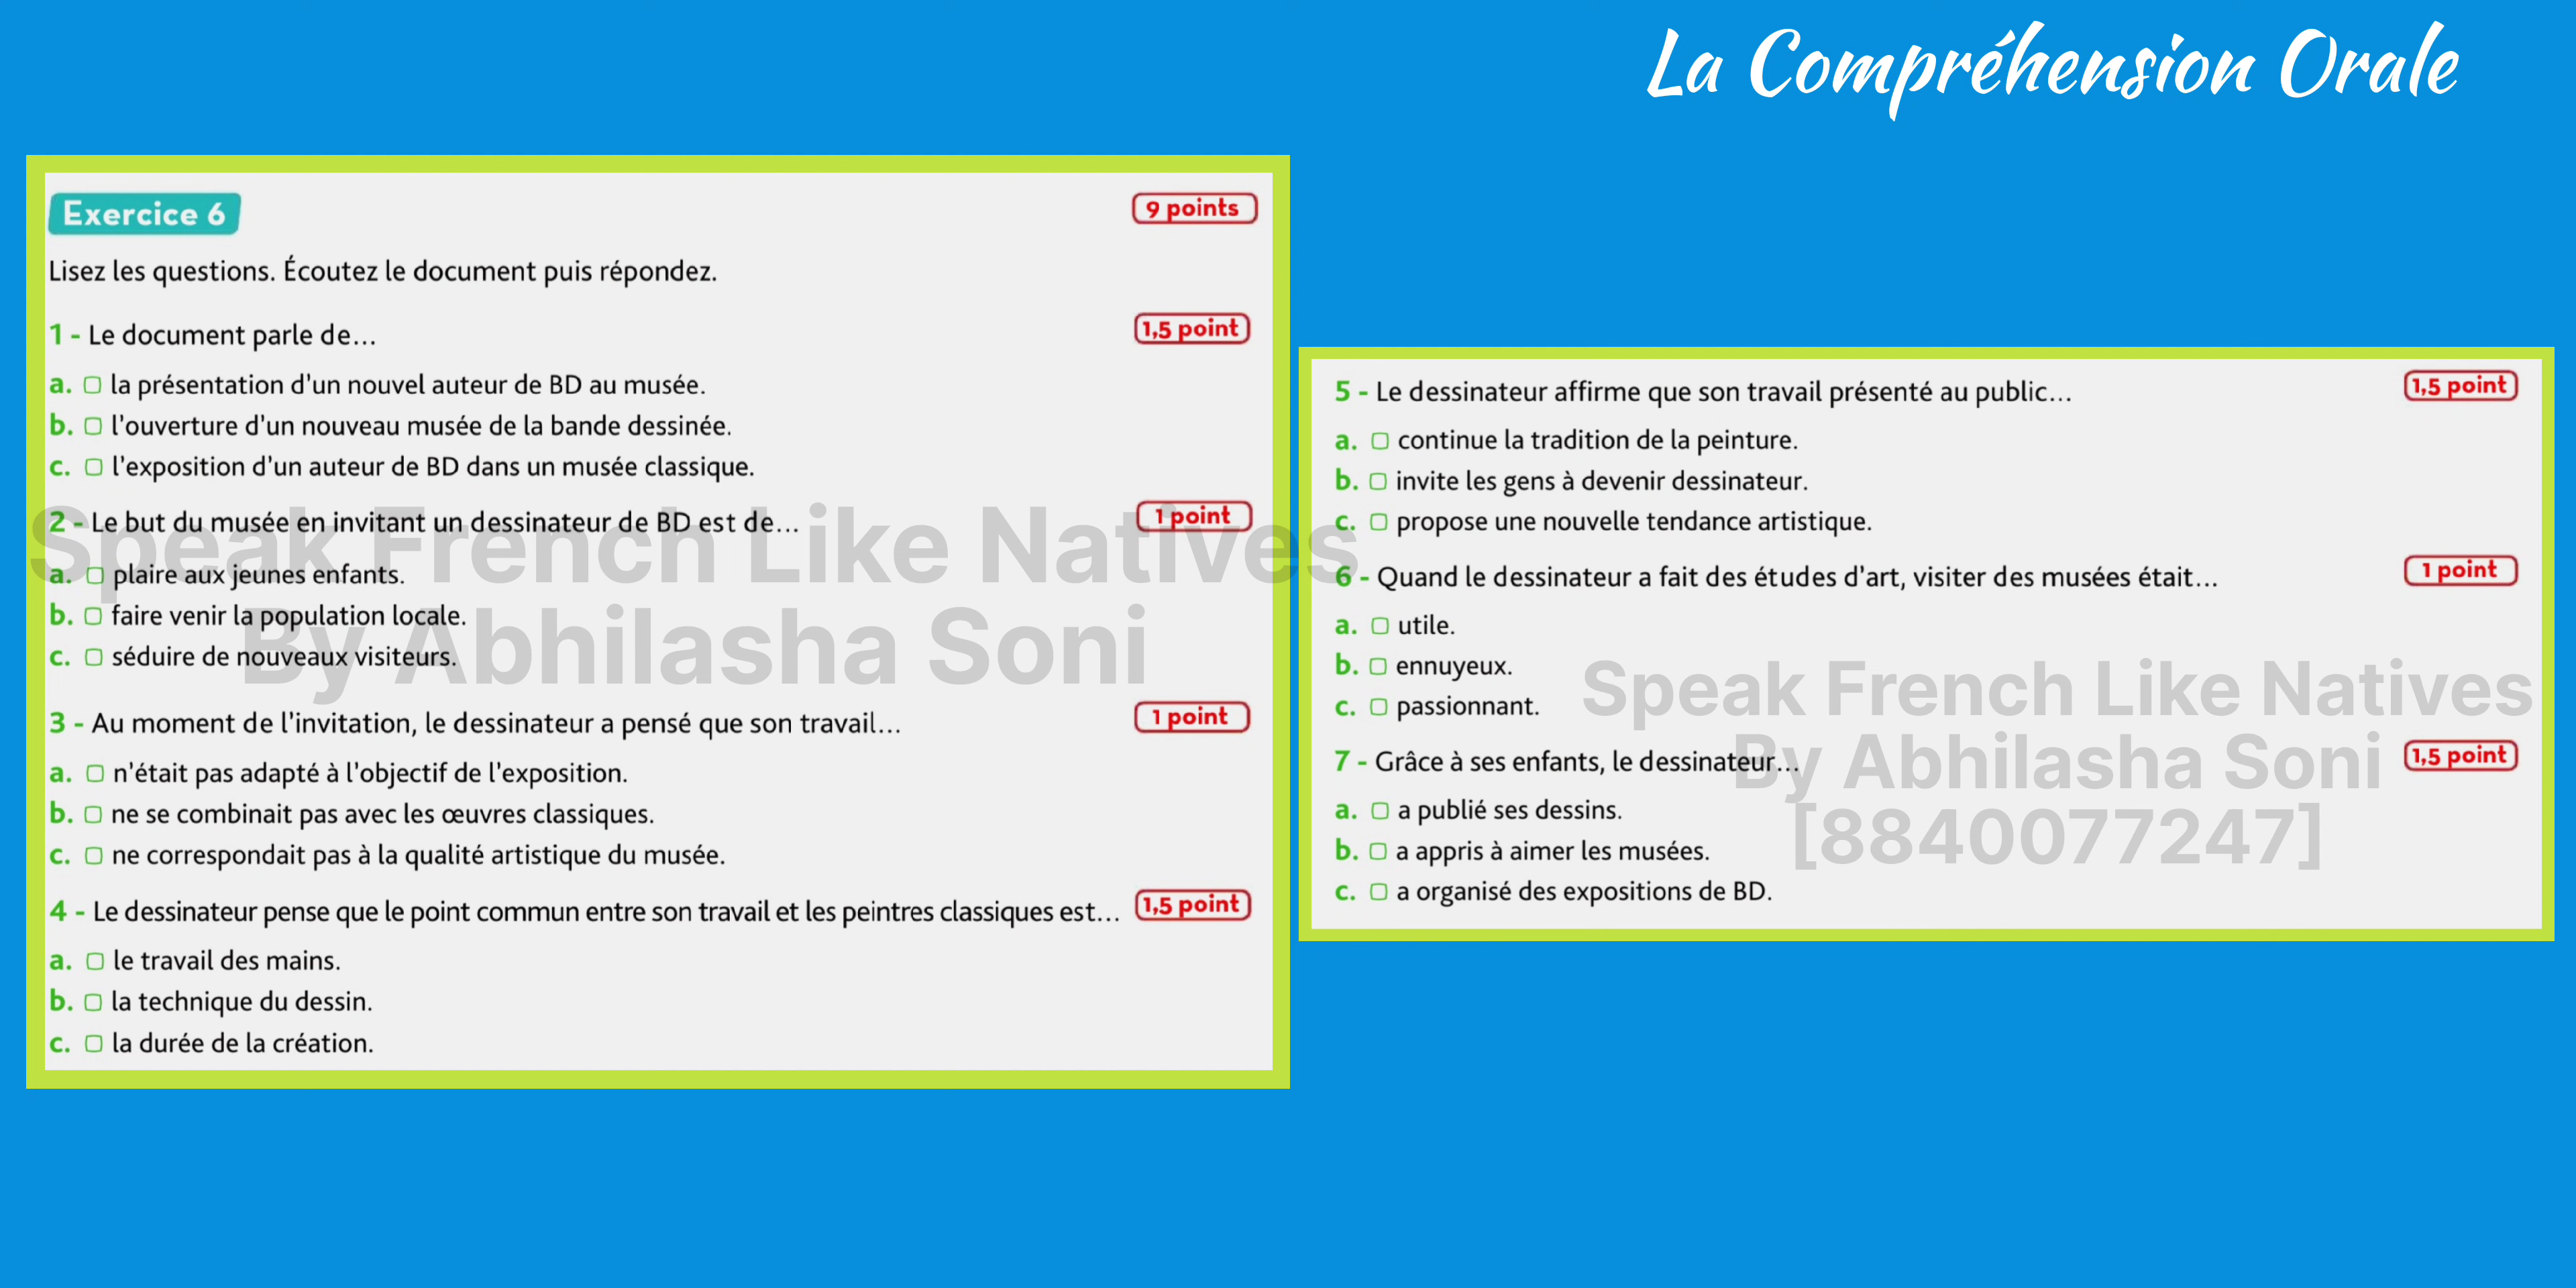 La Compréhension Orale
Exercice 6
9 points
Lisez les questions. Écoutez le document puis répondez.
1 - Le document parle de...
1,5 point
a. la présentation d'un nouvel auteur de BD au musée.
b. l'ouverture d'un nouveau musée de la bande dessinée.
c. l'exposition d'un auteur de BD dans un musée classique.
2 - Le but du musée en invitant un dessinateur de BD est de...
1 point
a. plaire aux jeunes enfants.
b. faire venir la population locale.
c. séduire de nouveaux visiteurs.
3 - Au moment de l'invitation, le dessinateur a pensé que son travail...
1 point
a. n'était pas adapté à l'objectif de l'exposition.
b. ne se combinait pas avec les œuvres classiques.
c. ne correspondait pas à la qualité artistique du musée.
4 - Le dessinateur pense que le point commun entre son travail et les peintres classiques est...
1,5 point
a. le travail des mains.
b. la technique du dessin.
c. la durée de la création.
Speak French Like Natives
By Abhilasha Soni
5 - Le dessinateur affirme que son travail présenté au public...
1,5 point
a. continue la tradition de la peinture.
b. invite les gens à devenir dessinateur.
c. propose une nouvelle tendance artistique.
6 - Quand le dessinateur a fait des études d'art, visiter des musées était...
1 point
a. utile.
b. ennuyeux.
c. passionnant.
7 - Grâce à ses enfants, le dessinateur...
1,5 point
a. a publié ses dessins.
b. a appris à aimer les musées.
c. a organisé des expositions de BD.
Speak French Like Natives
By Abhilasha Soni
[8840077247]